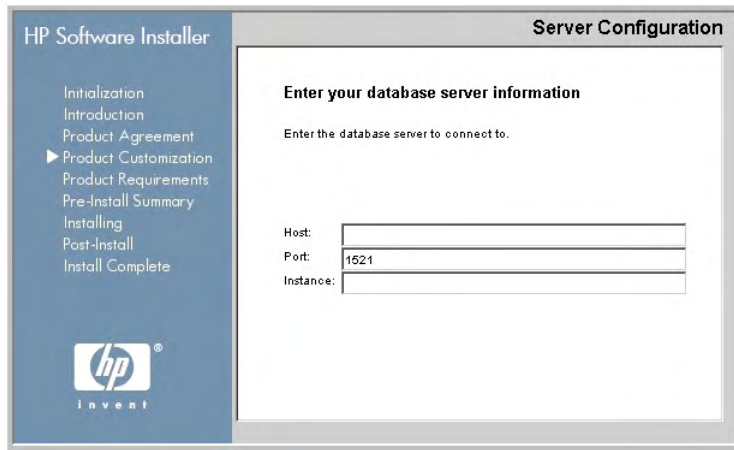 HP Software Installer
Server Configuration
Initialization
Introduction
Product Agreement
Product Customization
Product Requirements
Pre-Install Summary
Installing
Post-Install
Install Complete
hp ®
invent
Enter your database server information
Enter the database server to connect to.
Host:
Port: 1521
Instance: